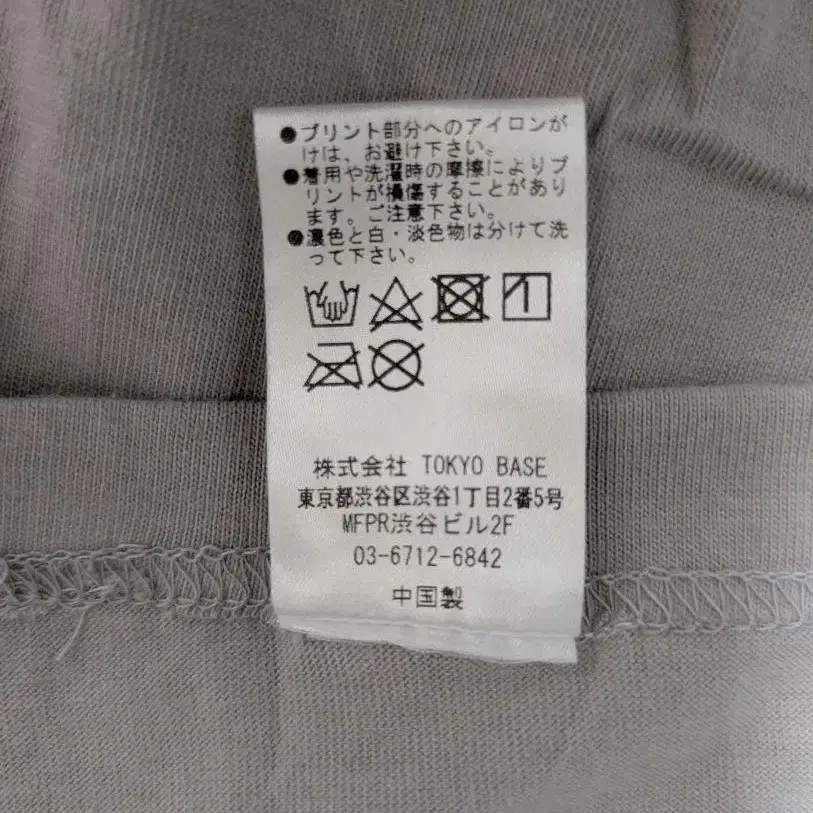 ●プリント部分へのアイロンが
けは、お避け下さい。
●着用や洗濯時の摩擦によりプ
リントが損傷することがあり
ます。ご注意下さい。
●濃色と白・淡色物は分けて洗
って下さい。
株式会社 TOKYO BASE
東京都渋谷区渋谷1丁目2番5号
MFPR渋谷ビル2F
03-6712-6842
中国製